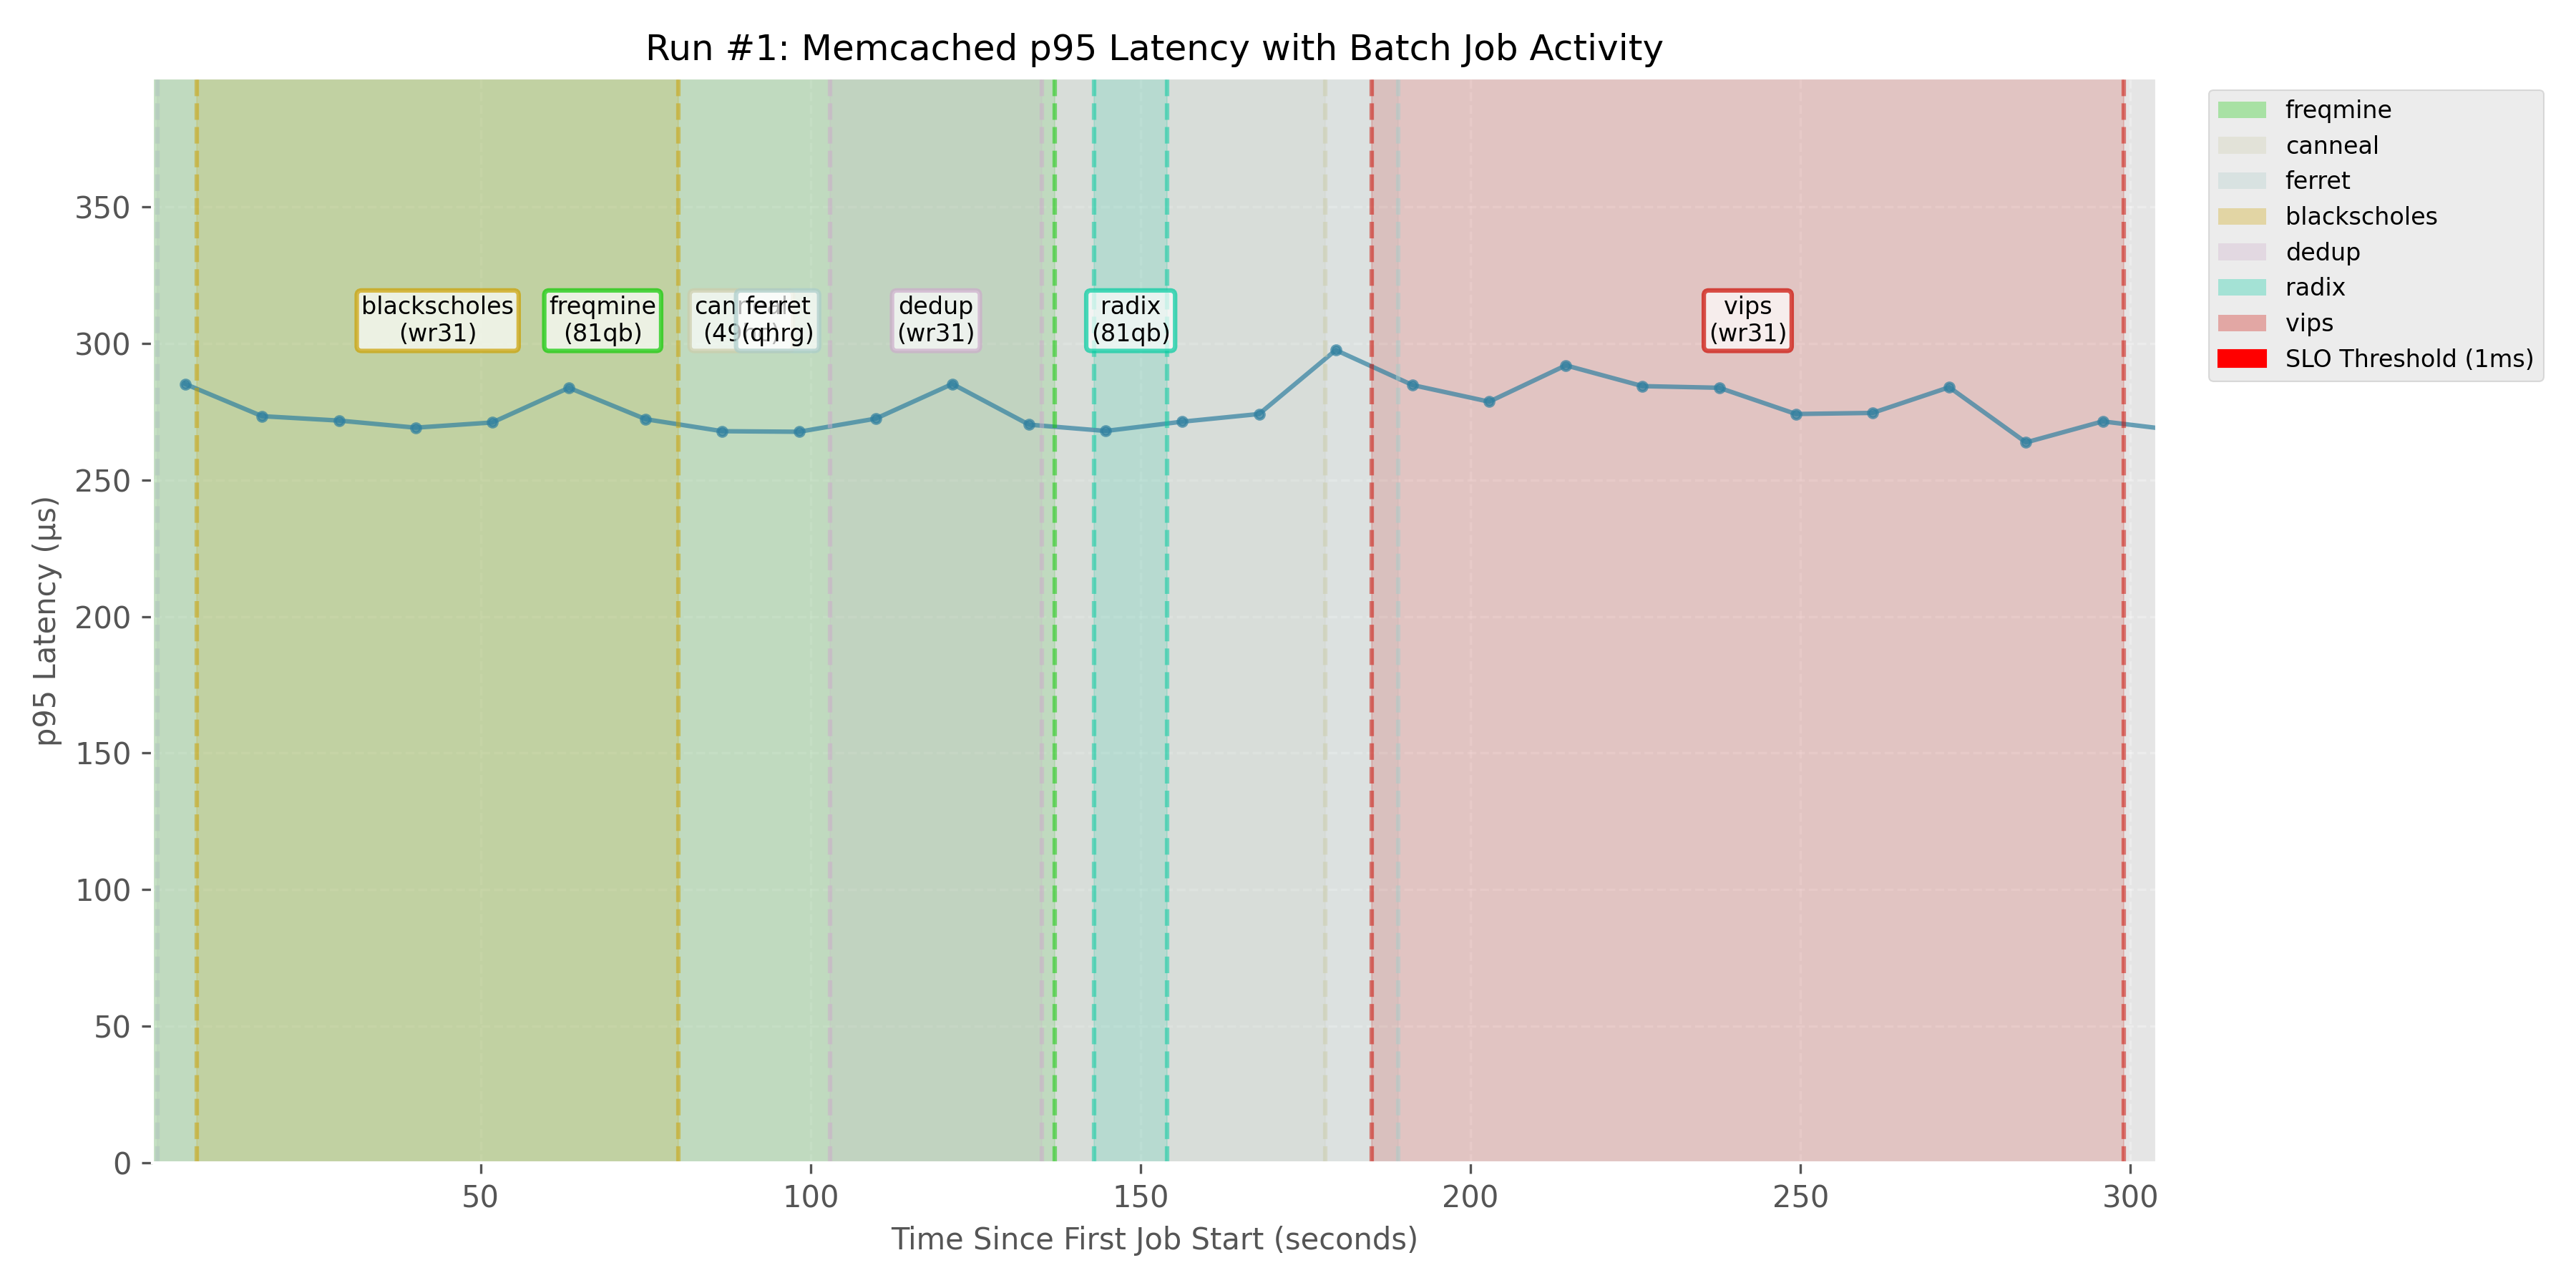 Run #1: Memcached p95 Latency with Batch Job Activity
freqmine
canneal
ferret
blackscholes
dedup
radix
vips
SLO Threshold (1ms)
blackscholes
(wr31)
freqmine
(81qb)
ferret
(qhrg)
dedup
(wr31)
radix
(81qb)
vips
(wr31)
p95 Latency (µs)
350
300
250
200
150
100
50
0
50
100
150
200
250
300
Time Since First Job Start (seconds)